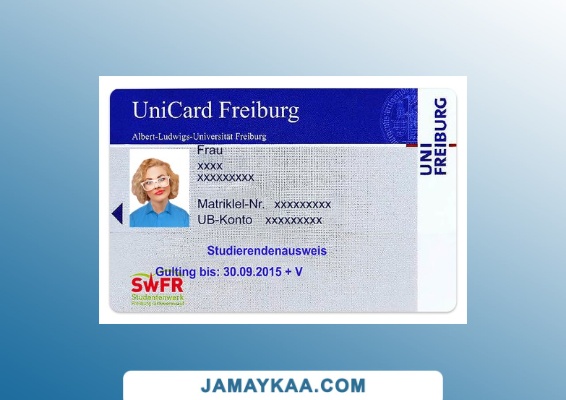 UniCard Freiburg
Albert-Ludwigs-Universität Freiburg
UNI
FREIBURG
Frau
xxxx
xxxxxxxxx
Matriklel-Nr. xxxxxxxxx
UB-Konto xxxxxxxxx
Studierendenausweis
Gulting bis: 30.09.2015 + V
SWFR
Studentenwerk
JAMAYKAA.COM